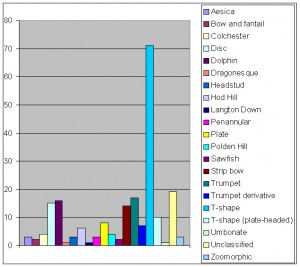 80
70
60
50
40
30
20
10
0
Aesica
Bow and fantail
Colchester
Disc
Dolphin
Dragonesque
Headstud
Hod Hill
Langton Down
Penannular
Plate
Polden Hill
Sawfish
Strip bow
Trumpet
Trumpet derivative
T-shape
T-shape (plate-headed)
Umbonate
Unclassified
Zoomorphic